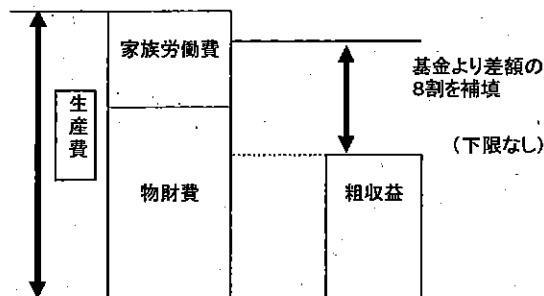 家族労働費
生産費
物財費
粗収益
基金より差額の
8割を補填
(下限なし)